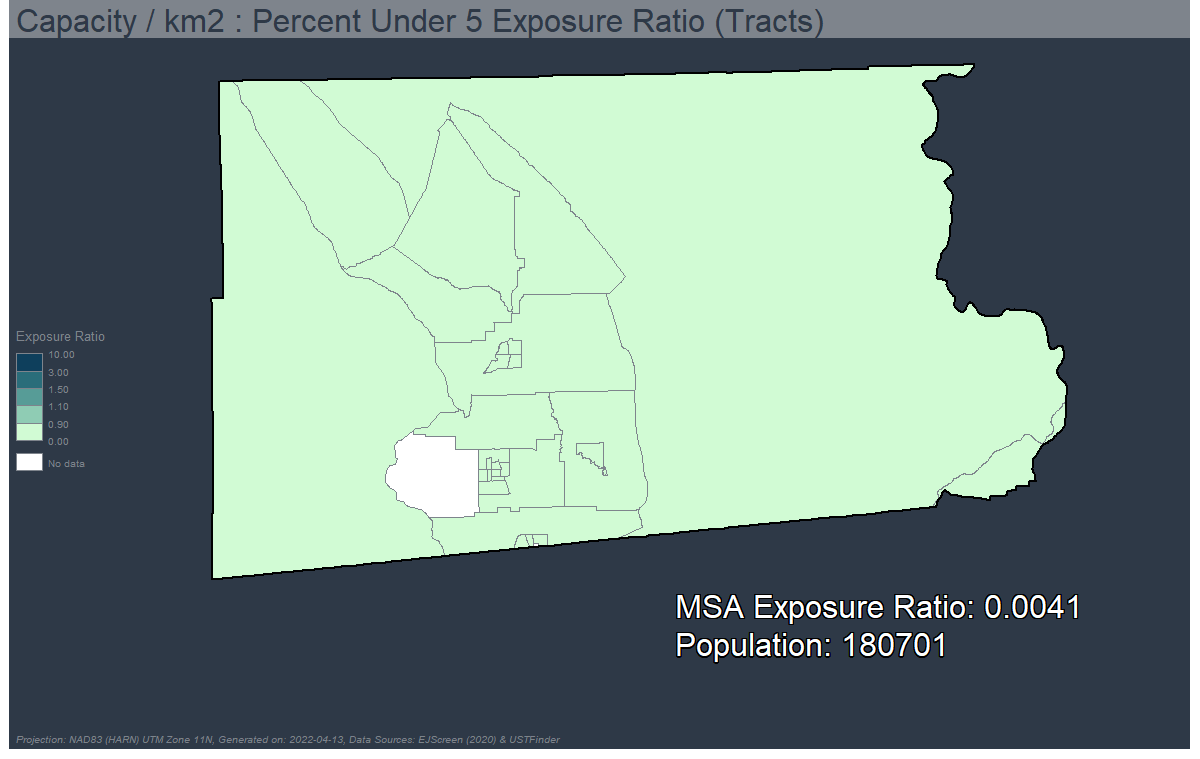 Capacity / km2 : Percent Under 5 Exposure Ratio (Tracts)
Exposure Ratio
10.00
3.00
1.50
1.10
0.90
0.00
No data
MSA Exposure Ratio: 0.0041
Population: 180701
Projection: NAD83 (HARN) UTM Zone 11N, Generated on: 2022-04-13, Data Sources: EJScreen (2020) & USTFinder